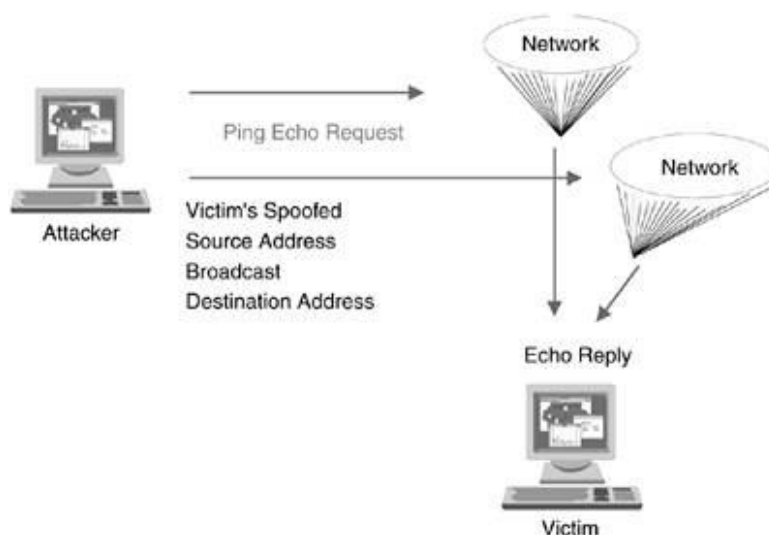 Network
Ping Echo Request
Network
Attacker
Victim's Spoofed
Source Address
Broadcast
Destination Address
Echo Reply
Victim